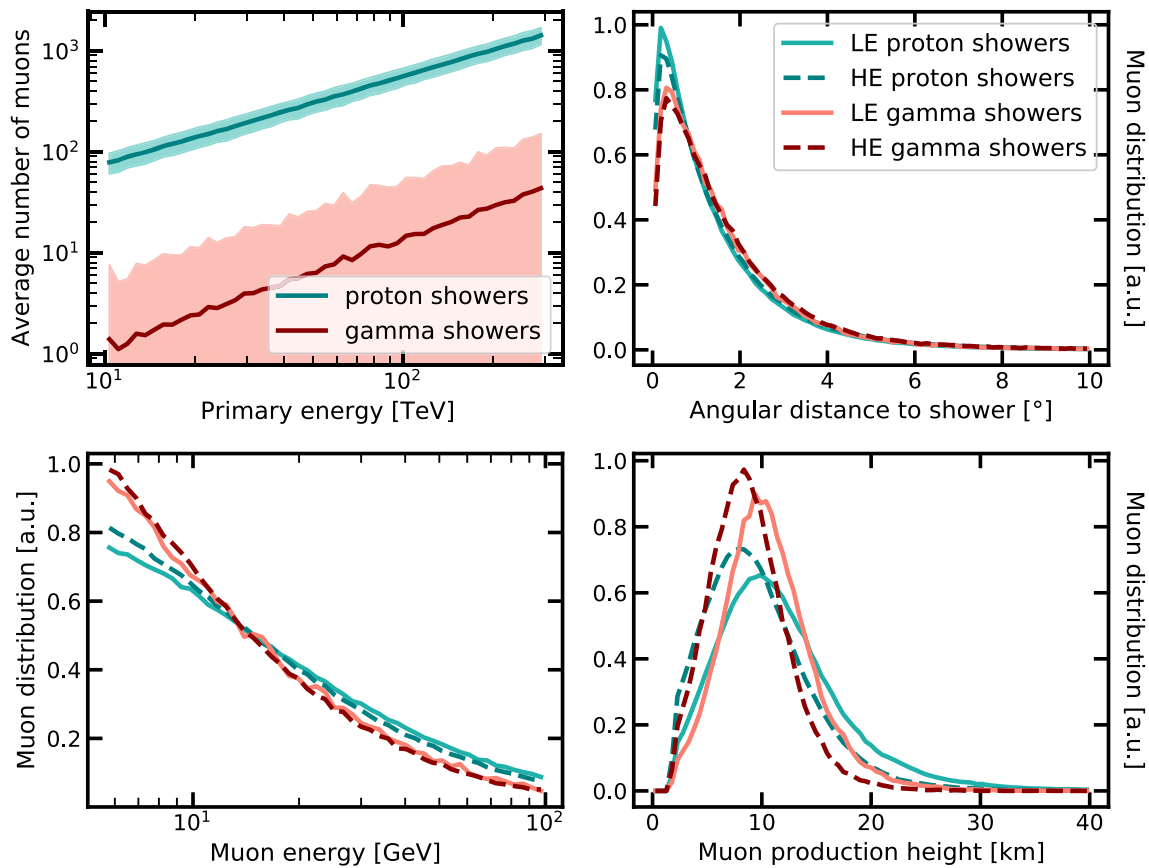 Average number of muons
10³
10²
10¹
10⁰
proton showers
gamma showers
10¹
10²
Primary energy [TeV]
1.0
0.8
0.6
0.4
0.2
0.0
LE proton showers
HE proton showers
LE gamma showers
HE gamma showers
Muon distribution [a.u.]
0 2 4 6 8 10
Angular distance to shower [°]
Muon distribution [a.u.]
1.0
0.8
0.6
0.4
0.2
10¹
10²
Muon energy [GeV]
1.0
0.8
0.6
0.4
0.2
0.0
Muon distribution [a.u.]
0 10 20 30 40
Muon production height [km]